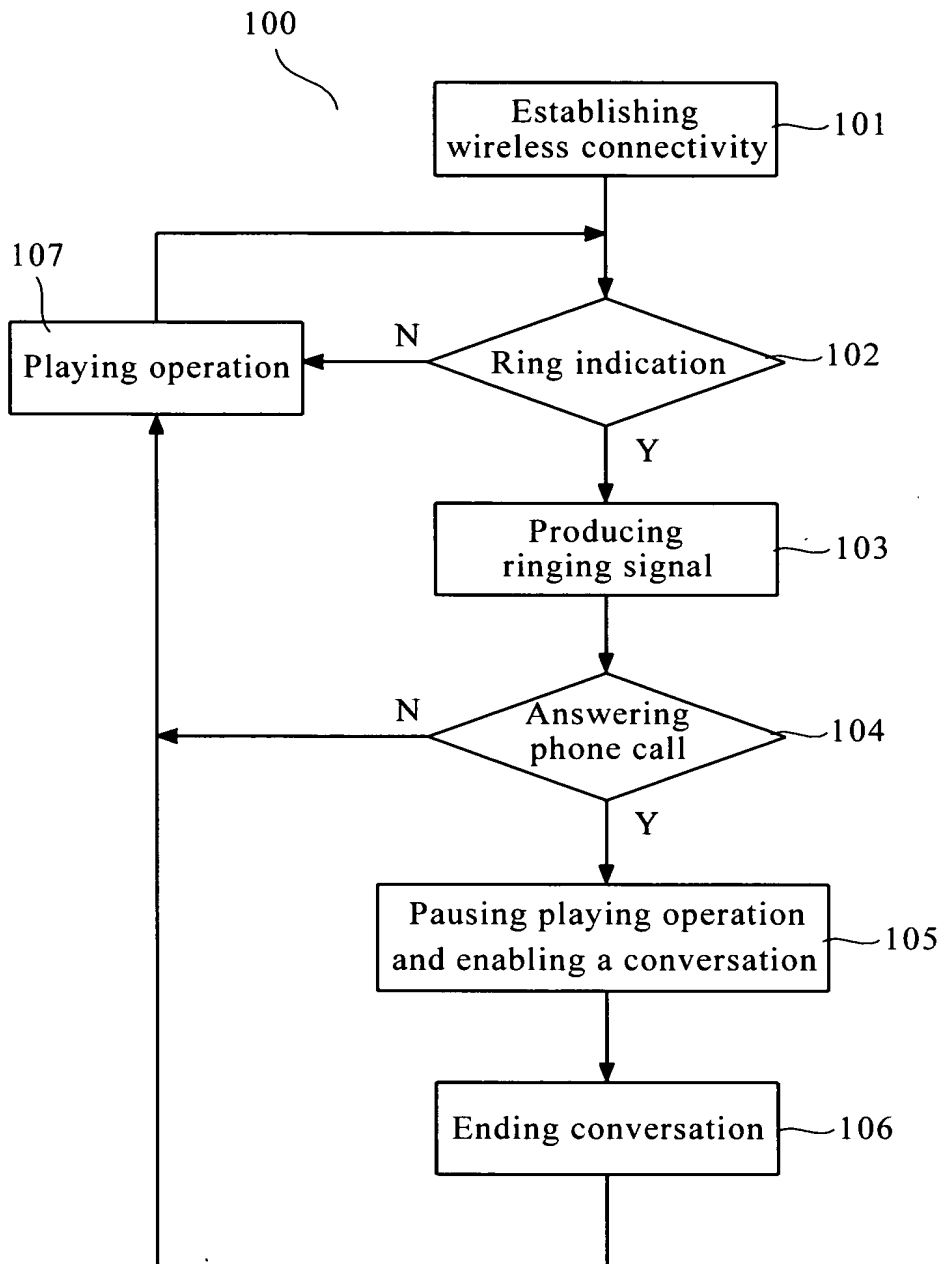 100
Establishing
wireless connectivity
101
107
Playing operation
N
Ring indication
102
Y
Producing
ringing signal
103
N
Answering
phone call
104
Y
Pausing playing operation
and enabling a conversation
105
Ending conversation
106